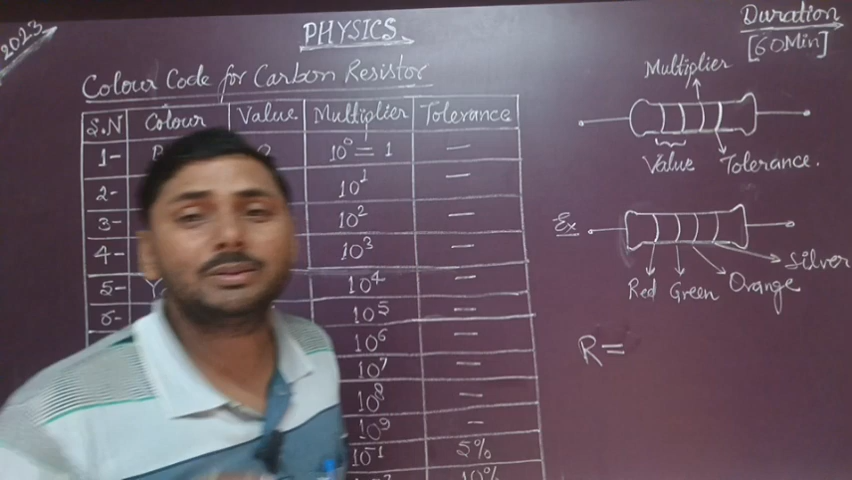 2023
PHYSICS
Duration
[60Min]
Colour Code for Carbon Resistor
S.N Colour Value Multiplier Tolerance
1- 10⁰ = 1 —
2- 10¹ —
3- 10² —
4- 10³ —
5- Y 10⁴ —
6- 10⁵ —
10⁶ —
10⁷ —
10⁸ —
10⁹ —
10⁻¹ 5%
10%
Multiplier
Value Tolerance.
Ex
Red Green Orange Silver
R=